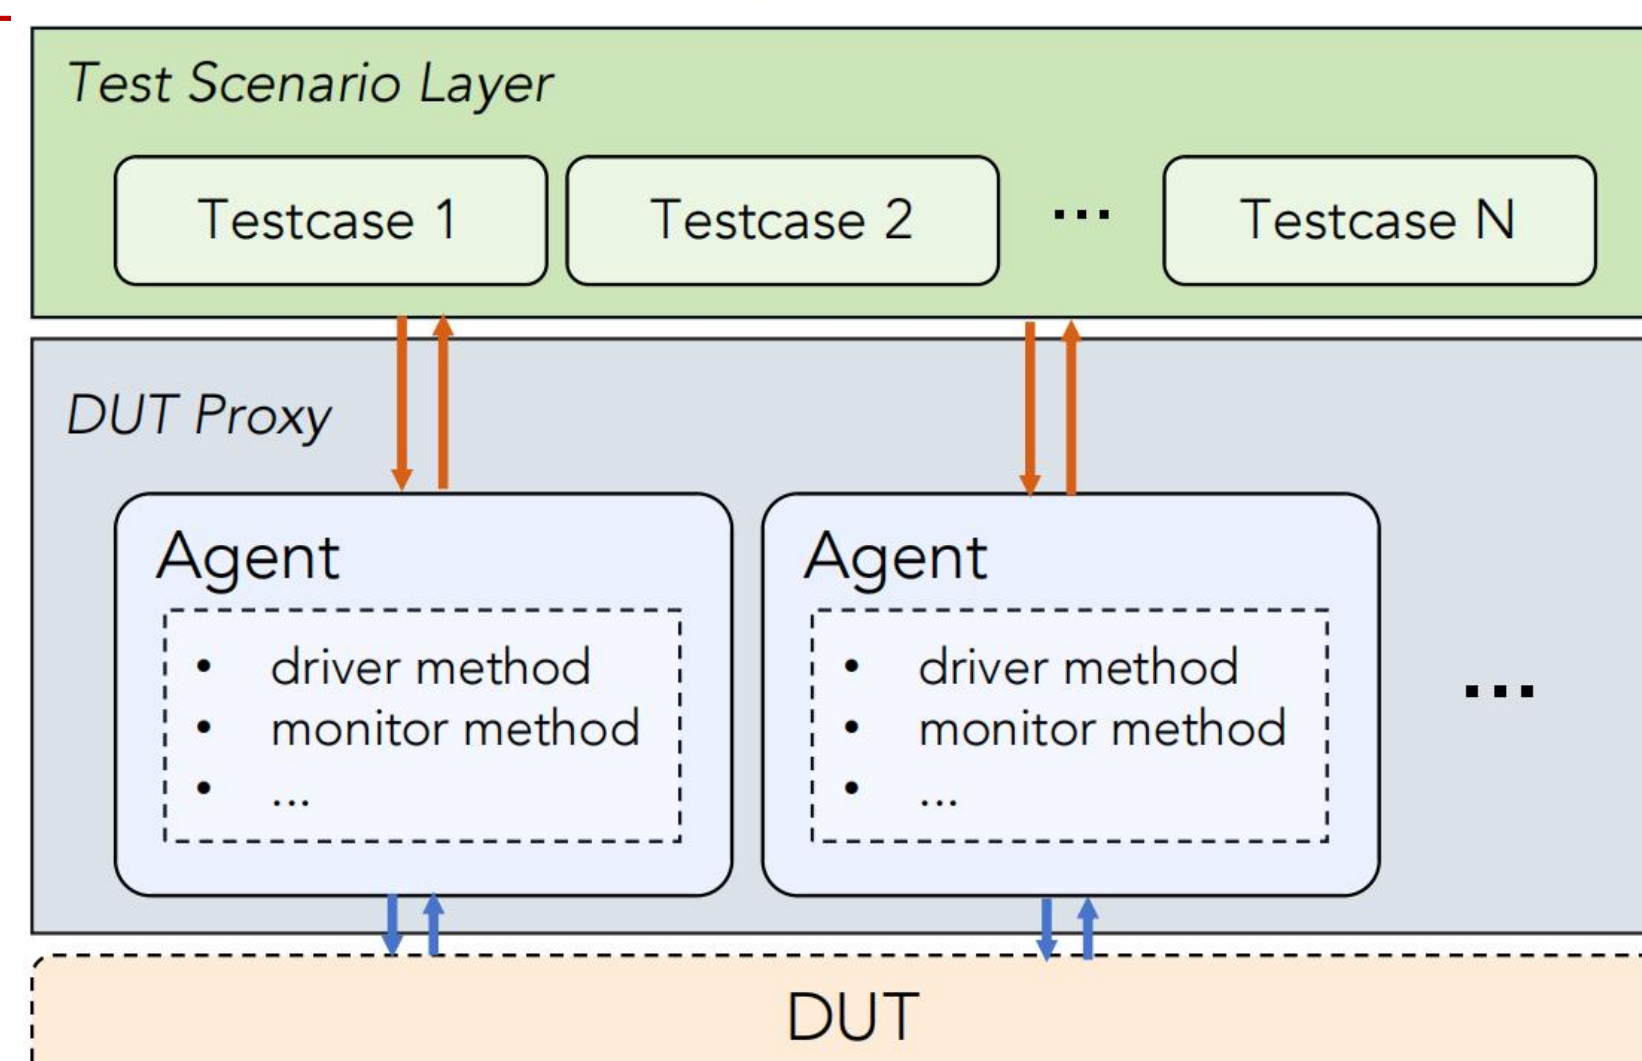 Test Scenario Layer
Testcase 1 Testcase 2 ... Testcase N
DUT Proxy
Agent Agent
• driver method • driver method
• monitor method • monitor method ...
• ... • ...
DUT